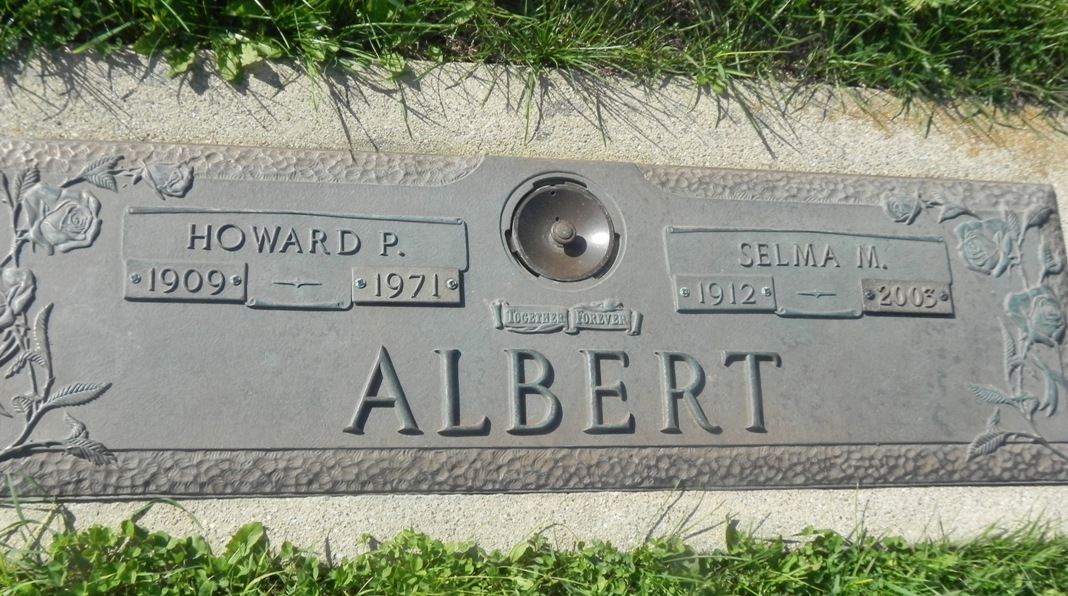 HOWARD P.
1909 – 1971
SELMA M.
1912 – 2003
TOGETHER FOREVER
ALBERT